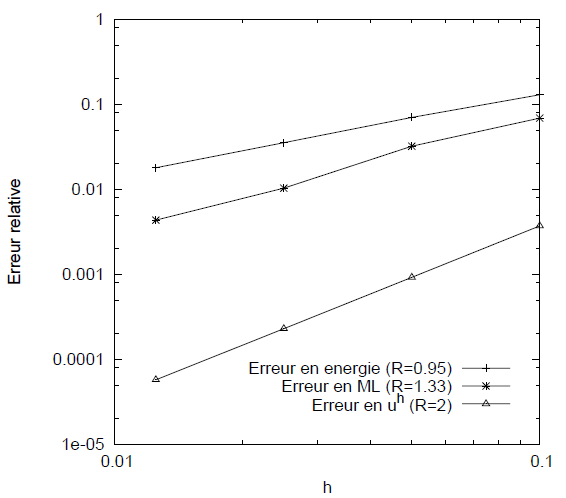 1
0.1
0.01
0.001
0.0001
1e-05
Erreur relative
Erreur en energie (R=0.95)
Erreur en ML (R=1.33)
Erreur en u^h (R=2)
0.01
0.1
h